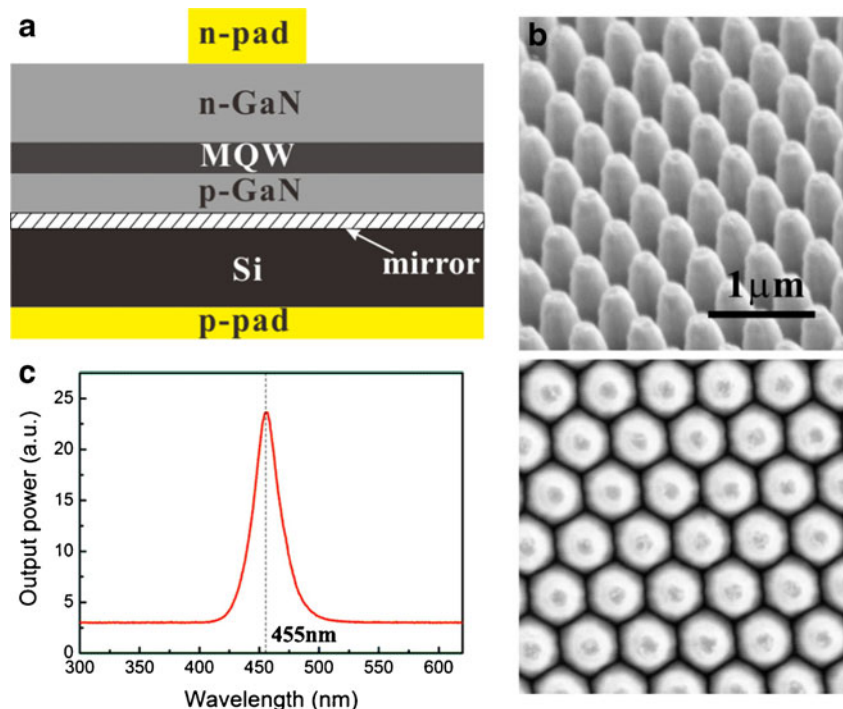 a
n-pad
n-GaN
MQW
p-GaN
mirror
Si
p-pad
b
1μm
c
Output power (a.u.)
25
20
15
10
5
0
455nm
300 350 400 450 500 550 600
Wavelength (nm)